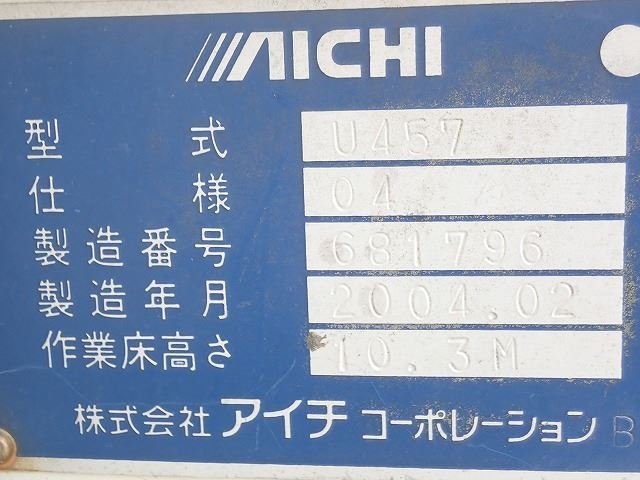 AICHI
型式 U457
仕様 04
製造番号 681796
製造年月 2004.02
作業床高さ 10.3M
株式会社 アイチ コーポレーション B